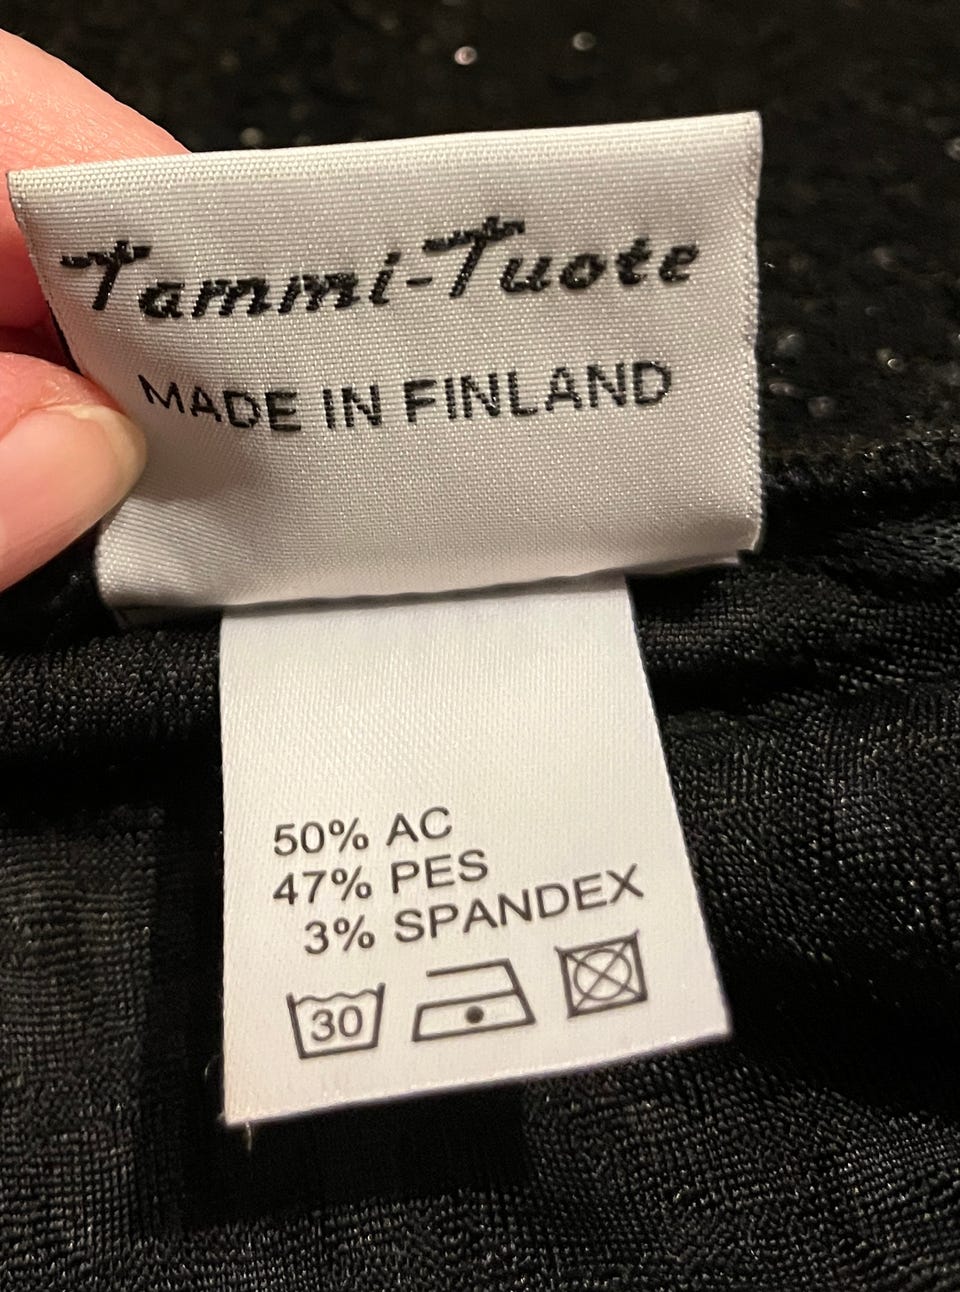 Tammi-Tuote
MADE IN FINLAND
50% AC
47% PES
3% SPANDEX
30